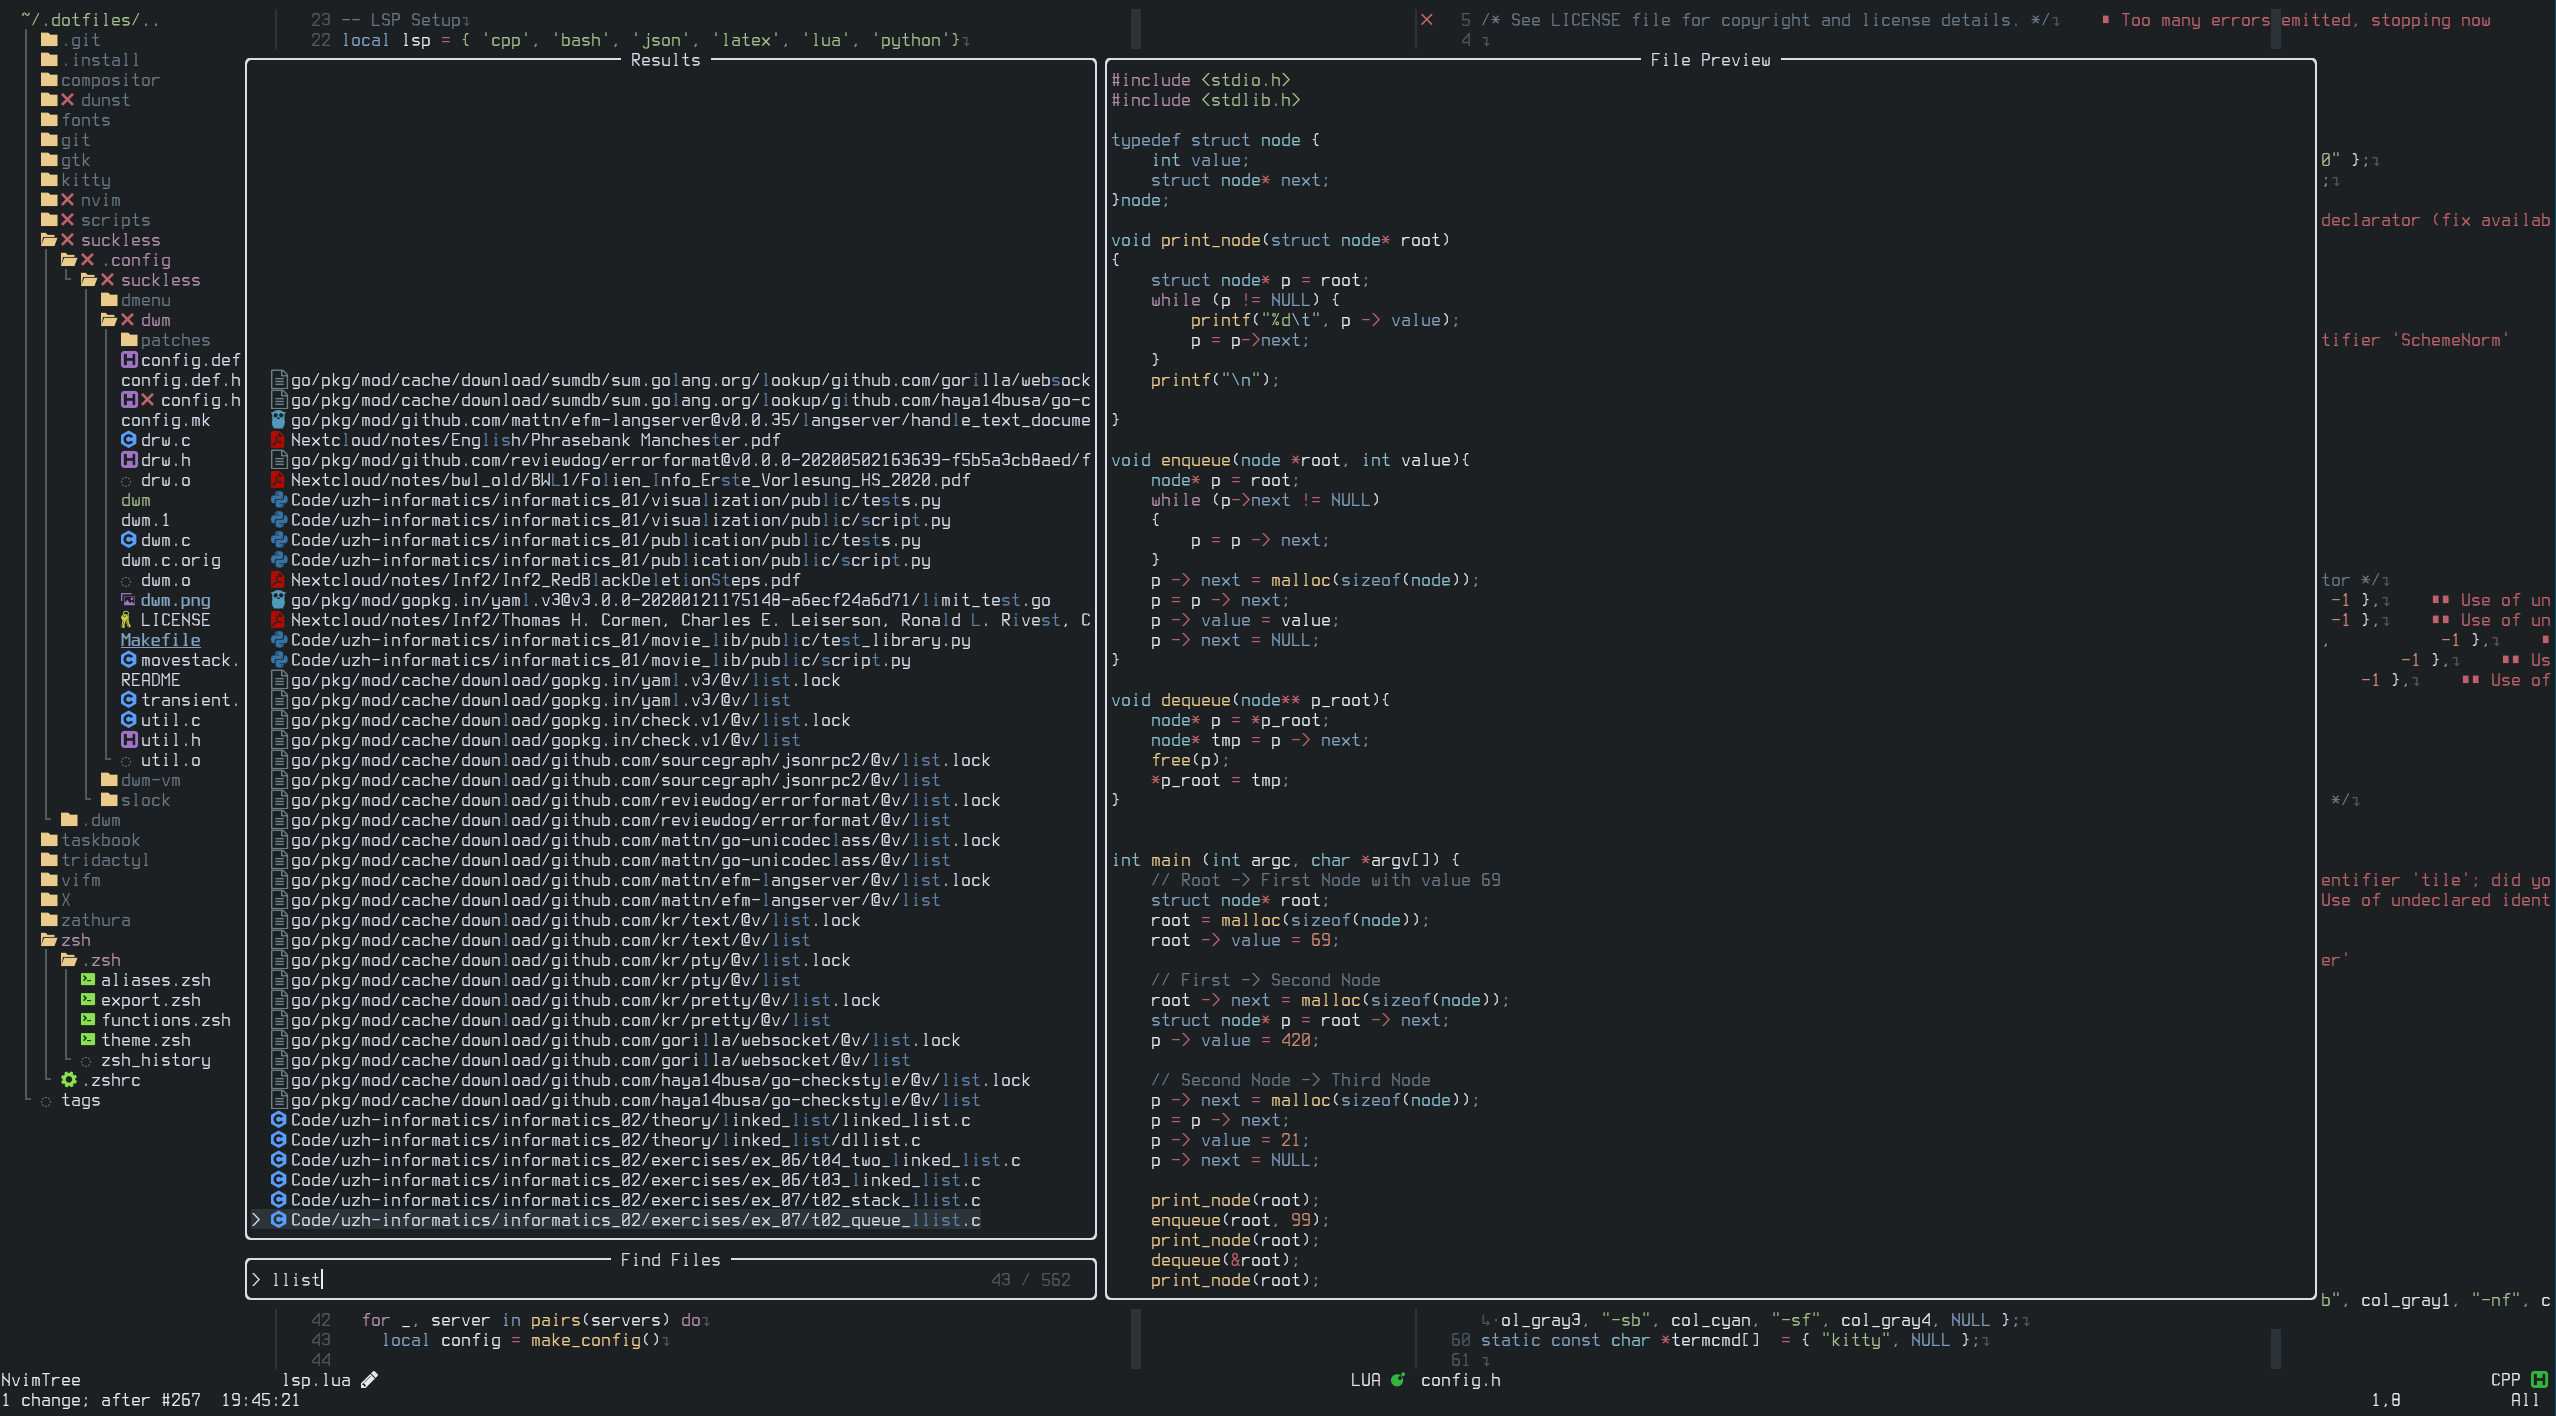 ~/.dotfiles/..
.git
.install
compositor
dunst
fonts
git
gtk
kitty
nvim
scripts
suckless
.config
suckless
dmenu
dwm
patches
config.def
config.def.h
config.h
config.mk
drw.c
drw.h
drw.o
dwm
dwm.1
dwm.c
dwm.c.orig
dwm.o
dwm.png
LICENSE
Makefile
movestack.
README
transient.
util.c
util.h
util.o
dwm-vm
slock
.dwm
taskbook
tridactyl
vifm
X
zathura
zsh
.zsh
aliases.zsh
export.zsh
functions.zsh
theme.zsh
zsh_history
.zshrc
tags
23 -- LSP Setup
22 local lsp = { 'cpp', 'bash', 'json', 'latex', 'lua', 'python'}
Results
go/pkg/mod/cache/download/sumdb/sum.golang.org/lookup/github.com/gorilla/websock
go/pkg/mod/cache/download/sumdb/sum.golang.org/lookup/github.com/haya14busa/go-c
go/pkg/mod/github.com/mattn/efm-langserver@v0.0.35/langserver/handle_text_docume
Nextcloud/notes/English/Phrasebank Manchester.pdf
go/pkg/mod/github.com/reviewdog/errorformat@v0.0.0-20200502163639-f5b5a3cb8aed/f
Nextcloud/notes/bwl_old/BWL1/Folien_Info_Erste_Vorlesung_HS_2020.pdf
Code/uzh-informatics/informatics_01/visualization/public/tests.py
Code/uzh-informatics/informatics_01/visualization/public/script.py
Code/uzh-informatics/informatics_01/publication/public/tests.py
Code/uzh-informatics/informatics_01/publication/public/script.py
Nextcloud/notes/Inf2/Inf2_RedBlackDeletionSteps.pdf
go/pkg/mod/gopkg.in/yaml.v3@v3.0.0-20200121175148-a6ecf24a6d71/limit_test.go
Nextcloud/notes/Inf2/Thomas H. Cormen, Charles E. Leiserson, Ronald L. Rivest, C
Code/uzh-informatics/informatics_01/movie_lib/public/test_library.py
Code/uzh-informatics/informatics_01/movie_lib/public/script.py
go/pkg/mod/cache/download/gopkg.in/yaml.v3/@v/list.lock
go/pkg/mod/cache/download/gopkg.in/yaml.v3/@v/list
go/pkg/mod/cache/download/gopkg.in/check.v1/@v/list.lock
go/pkg/mod/cache/download/gopkg.in/check.v1/@v/list
go/pkg/mod/cache/download/github.com/sourcegraph/jsonrpc2/@v/list.lock
go/pkg/mod/cache/download/github.com/sourcegraph/jsonrpc2/@v/list
go/pkg/mod/cache/download/github.com/reviewdog/errorformat/@v/list.lock
go/pkg/mod/cache/download/github.com/reviewdog/errorformat/@v/list
go/pkg/mod/cache/download/github.com/mattn/go-unicodeclass/@v/list.lock
go/pkg/mod/cache/download/github.com/mattn/go-unicodeclass/@v/list
go/pkg/mod/cache/download/github.com/mattn/efm-langserver/@v/list.lock
go/pkg/mod/cache/download/github.com/mattn/efm-langserver/@v/list
go/pkg/mod/cache/download/github.com/kr/text/@v/list.lock
go/pkg/mod/cache/download/github.com/kr/text/@v/list
go/pkg/mod/cache/download/github.com/kr/pty/@v/list.lock
go/pkg/mod/cache/download/github.com/kr/pty/@v/list
go/pkg/mod/cache/download/github.com/kr/pretty/@v/list.lock
go/pkg/mod/cache/download/github.com/kr/pretty/@v/list
go/pkg/mod/cache/download/github.com/gorilla/websocket/@v/list.lock
go/pkg/mod/cache/download/github.com/gorilla/websocket/@v/list
go/pkg/mod/cache/download/github.com/haya14busa/go-checkstyle/@v/list.lock
go/pkg/mod/cache/download/github.com/haya14busa/go-checkstyle/@v/list
Code/uzh-informatics/informatics_02/theory/linked_list/linked_list.c
Code/uzh-informatics/informatics_02/theory/linked_list/dllist.c
Code/uzh-informatics/informatics_02/exercises/ex_06/t04_two_linked_list.c
Code/uzh-informatics/informatics_02/exercises/ex_06/t03_linked_list.c
Code/uzh-informatics/informatics_02/exercises/ex_07/t02_stack_llist.c
> Code/uzh-informatics/informatics_02/exercises/ex_07/t02_queue_llist.c
Find Files
> llist 43 / 562
42 for _, server in pairs(servers) do
43 local config = make_config()
44
5 /* See LICENSE file for copyright and license details. */ Too many errors emitted, stopping now
4
File Preview
#include <stdio.h>
#include <stdlib.h>
typedef struct node {
int value;
struct node* next;
}node;
void print_node(struct node* root)
{
struct node* p = root;
while (p != NULL) {
printf("%d\t", p -> value);
p = p->next;
}
printf("\n");
}
void enqueue(node *root, int value){
node* p = root;
while (p->next != NULL)
{
p = p -> next;
}
p -> next = malloc(sizeof(node));
p = p -> next;
p -> value = value;
p -> next = NULL;
}
void dequeue(node** p_root){
node* p = *p_root;
node* tmp = p -> next;
free(p);
*p_root = tmp;
}
int main (int argc, char *argv[]) {
// Root -> First Node with value 69
struct node* root;
root = malloc(sizeof(node));
root -> value = 69;
// First -> Second Node
root -> next = malloc(sizeof(node));
struct node* p = root -> next;
p -> value = 420;
// Second Node -> Third Node
p -> next = malloc(sizeof(node));
p = p -> next;
p -> value = 21;
p -> next = NULL;
print_node(root);
enqueue(root, 99);
print_node(root);
dequeue(&root);
print_node(root);
0" };
;
declarator (fix availab
tifier 'SchemeNorm'
tor */
-1 }, Use of un
-1 }, Use of un
, -1 },
-1 }, Us
-1 }, Use of
*/
entifier 'tile'; did yo
Use of undeclared ident
er'
b", col_gray1, "-nf", c
ol_gray3, "-sb", col_cyan, "-sf", col_gray4, NULL };
60 static const char *termcmd[] = { "kitty", NULL };
61
NvimTree lsp.lua LUA config.h CPP
1 change; after #267 19:45:21 1,8 All